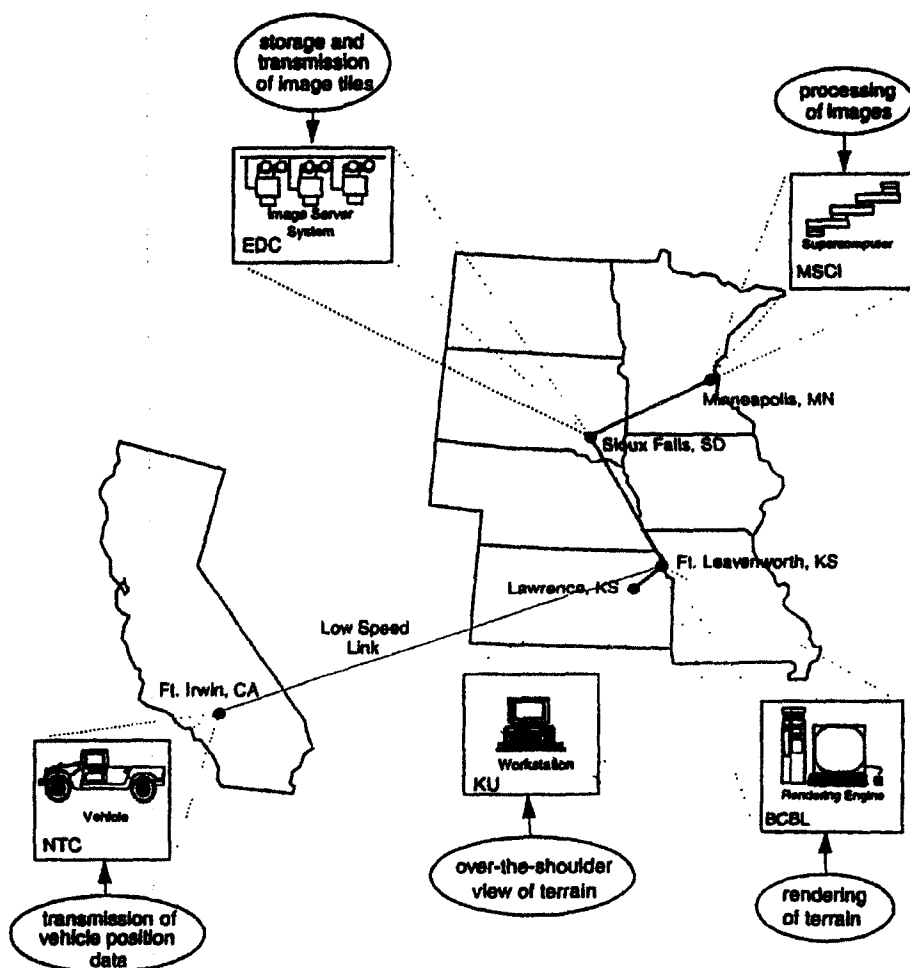 storage and
transmission
of image tiles
processing
of images
Image Server
System
EDC
Supercomputer
MSCI
Minneapolis, MN
Sioux Falls, SD
Ft. Leavenworth, KS
Lawrence, KS
Low Speed
Link
Ft. Irwin, CA
Vehicle
NTC
Workstation
KU
Rendering Engine
BCBL
over-the-shoulder
view of terrain
rendering
of terrain
transmission of
vehicle position
data